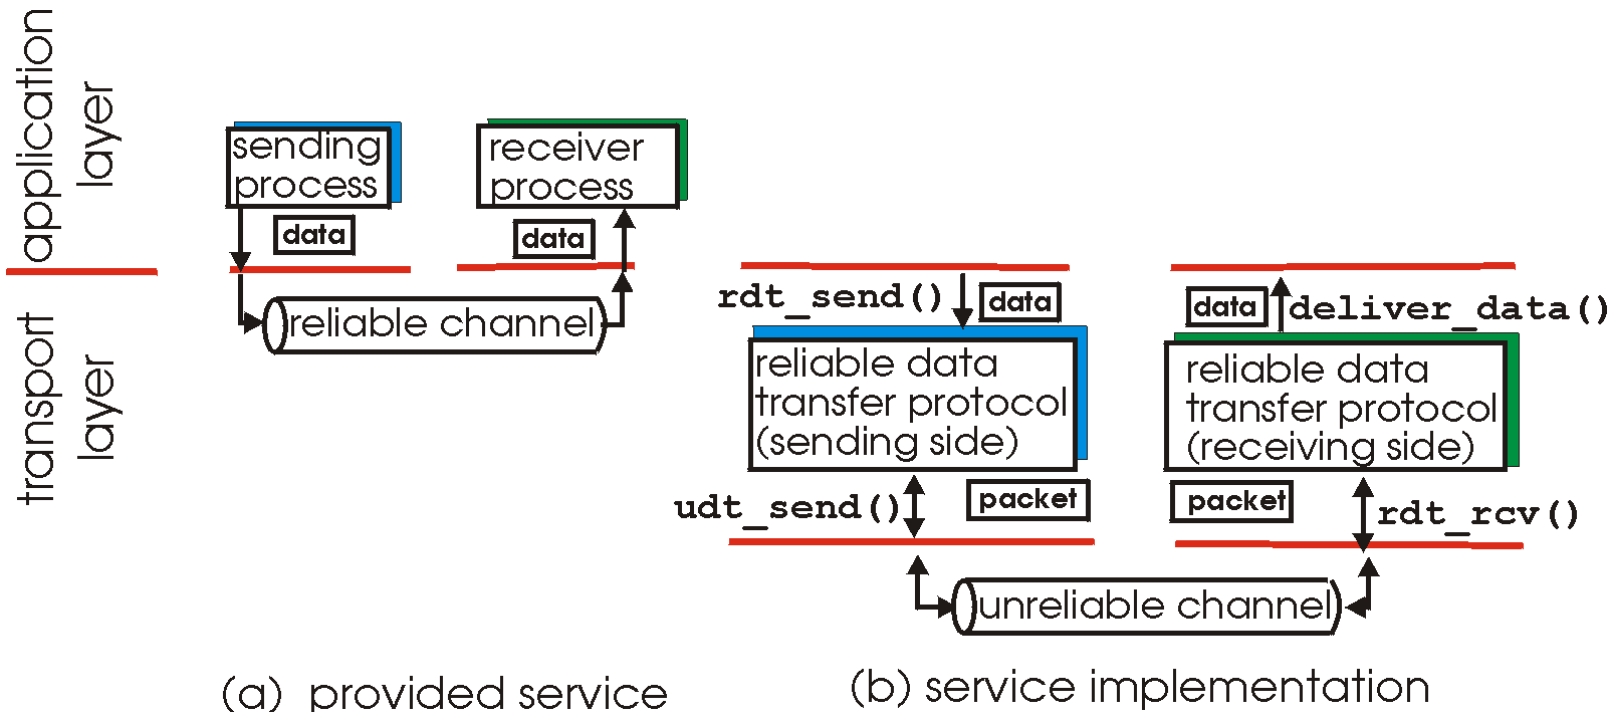 application
layer
transport
layer
sending
process
receiver
process
data
data
reliable channel
(a) provided service
rdt_send()
data
data
deliver_data()
reliable data
transfer protocol
(sending side)
reliable data
transfer protocol
(receiving side)
udt_send()
packet
packet
rdt_rcv()
unreliable channel
(b) service implementation